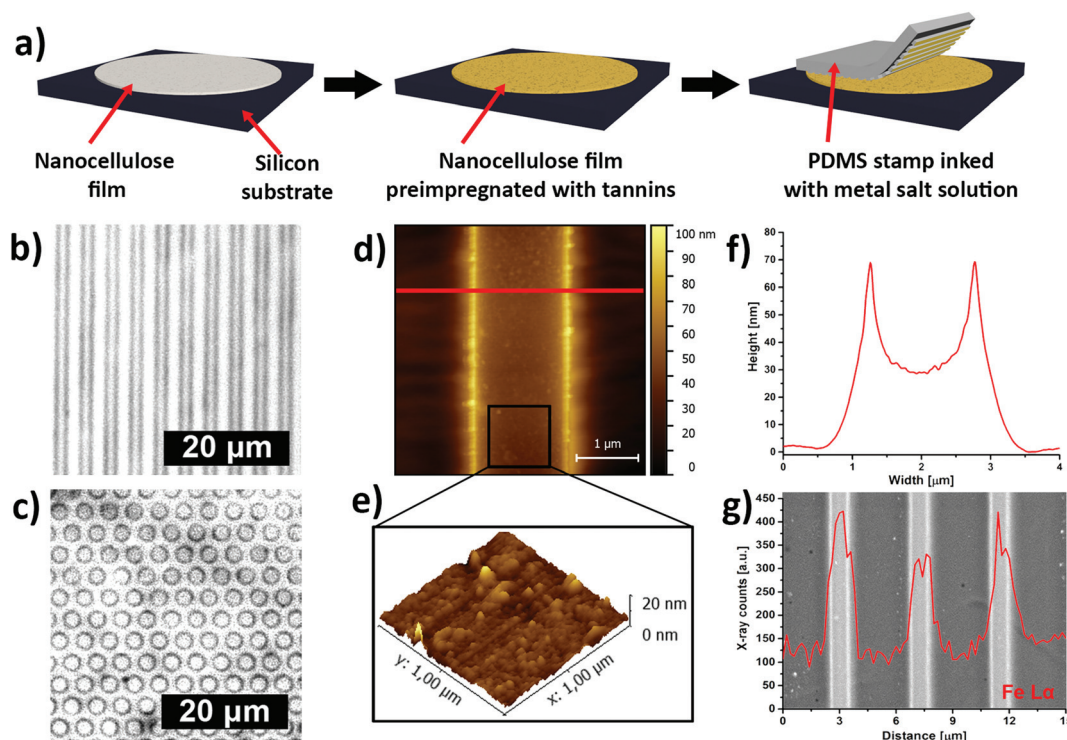 a)
Nanocellulose
film
Silicon
substrate
Nanocellulose film
preimpregnated with tannins
PDMS stamp inked
with metal salt solution
b)
20 µm
c)
20 µm
d)
100 nm
90
80
70
60
50
40
30
20
10
0
1 µm
e)
20 nm
0 nm
y: 1,00 µm
x: 1,00 µm
f)
Height [nm]
80
70
60
50
40
30
20
10
0
0 1 2 3 4
Width [µm]
g)
X-ray counts [a.u.]
450
400
350
300
250
200
150
100
50
0
Fe Lα
0 3 6 9 12 15
Distance [µm]